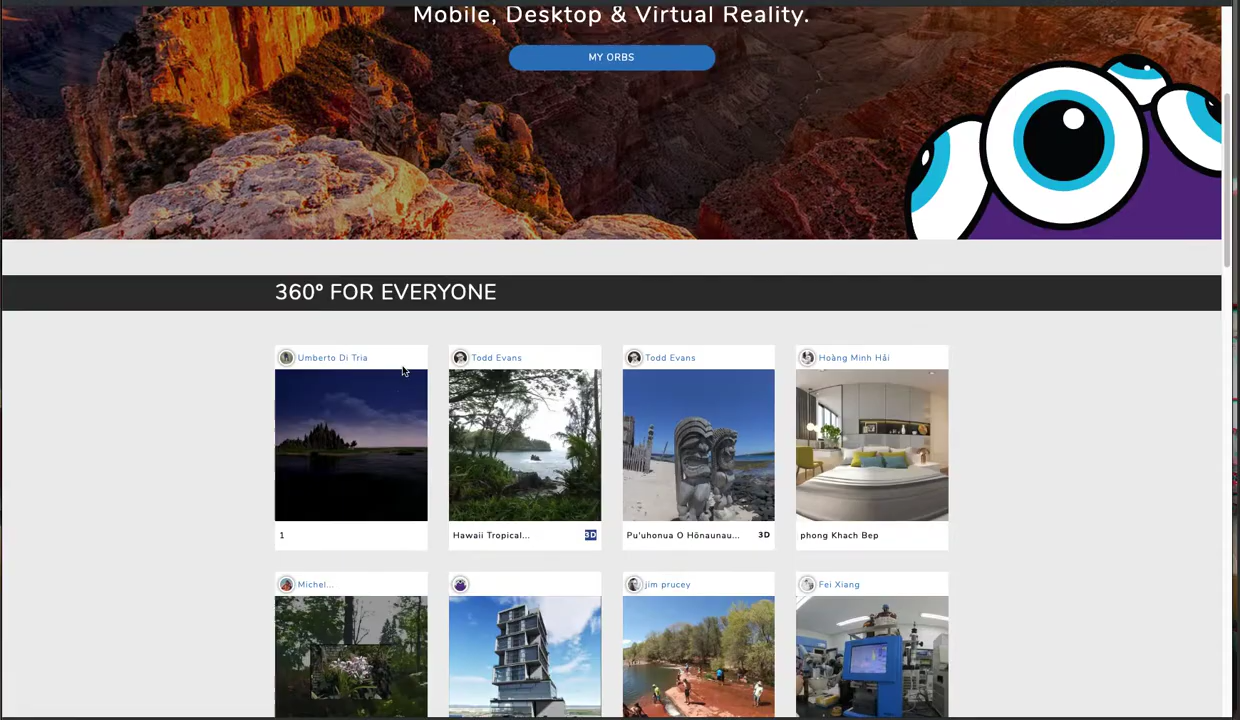 Mobile, Desktop & Virtual Reality.
MY ORBS
360° FOR EVERYONE
Umberto Di Tria
Todd Evans
Todd Evans
Hoàng Minh Hải
1
Hawaii Tropical...
3D
Pu'uhonua O Hōnaunau...
3D
phong Khach Bep
Michel...
jim prucey
Fei Xiang